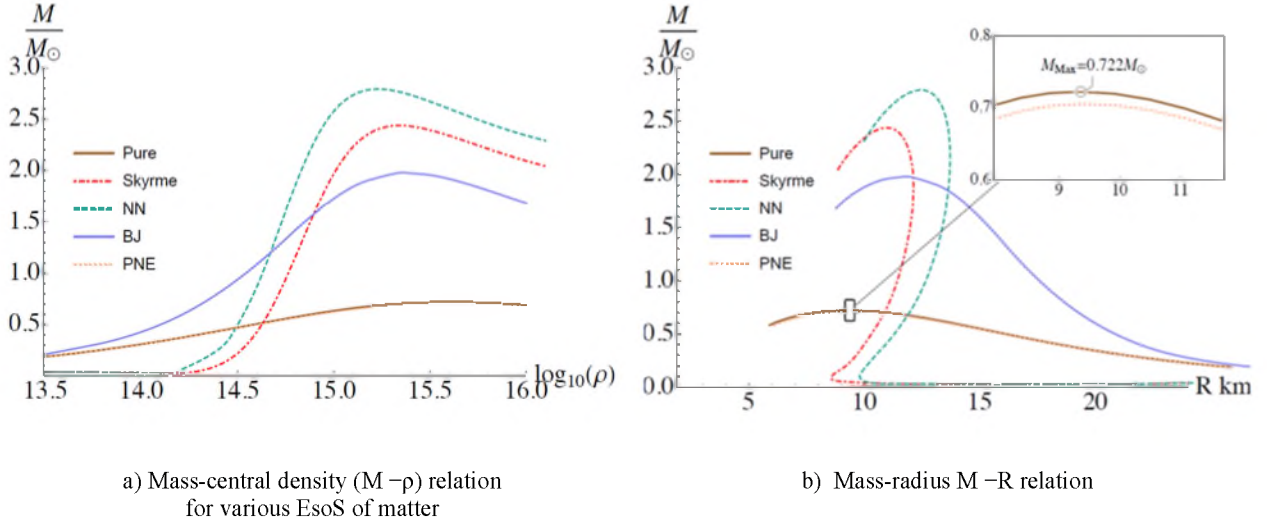 M
M⊙
3.0
2.5
2.0
1.5
1.0
0.5
13.5 14.0 14.5 15.0 15.5 16.0
log10(ρ)
Pure
Skyrme
NN
BJ
PNE
a) Mass-central density (M −ρ) relation
for various EsoS of matter
M
M⊙
3.0
2.5
2.0
1.5
1.0
0.5
0.0
5 10 15 20
R km
Pure
Skyrme
NN
BJ
PNE
0.8
0.7
0.6
9 10 11
MMax=0.722M⊙
b) Mass-radius M −R relation